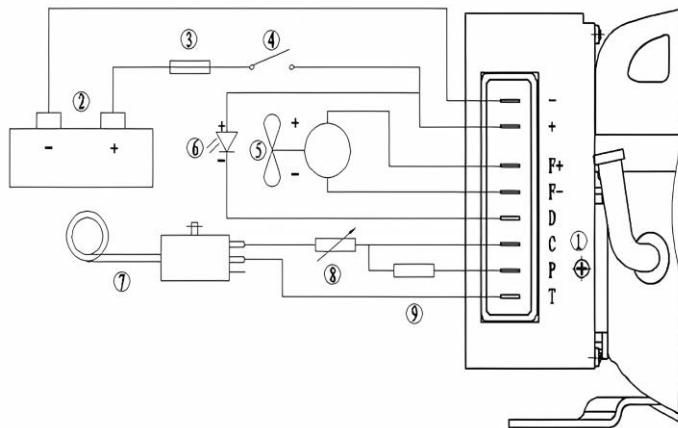 ③
④
②
- +
+
⑥
-
+
⑤
-
-
+
F+
F-
D
C
①
P
T
⑦
⑧
⑨